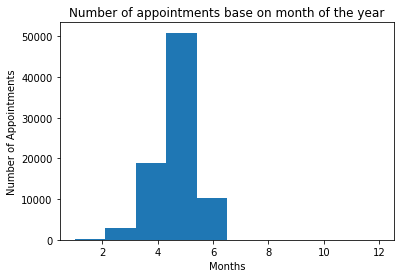 Number of appointments base on month of the year
Number of Appointments
50000
40000
30000
20000
10000
0
2 4 6 8 10 12
Months